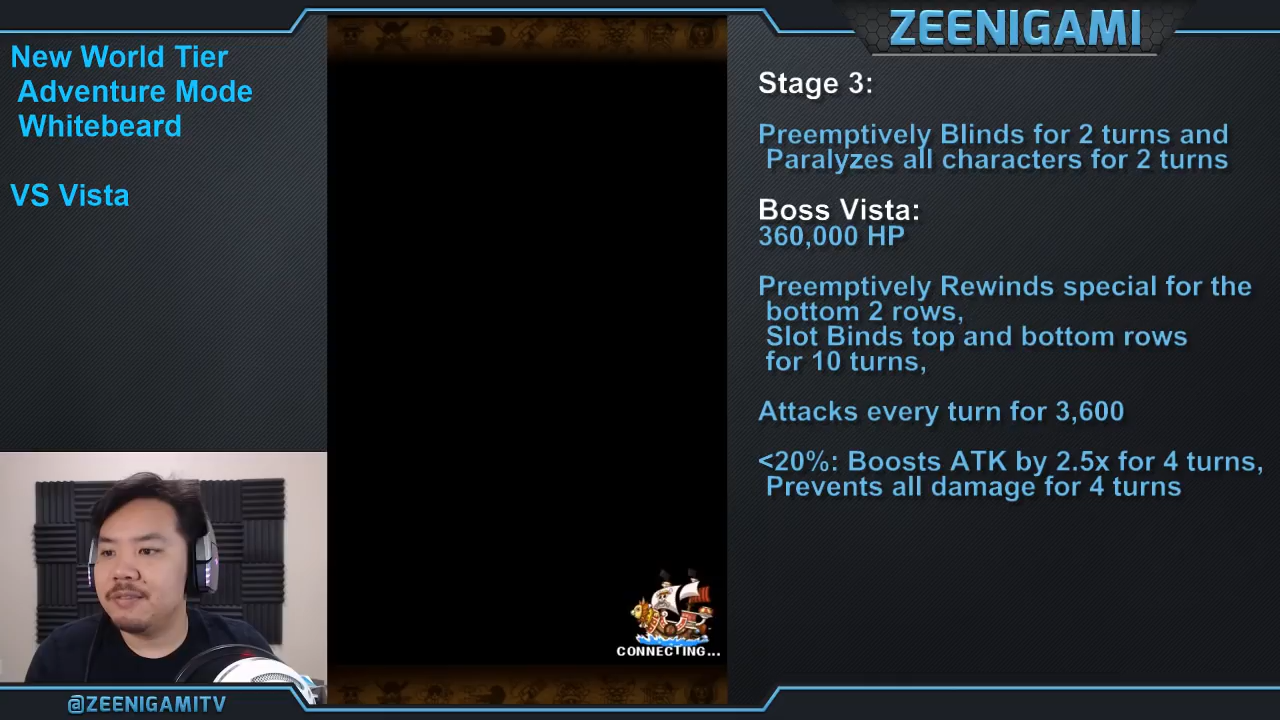 ZEENIGAMI
New World Tier
Adventure Mode
Whitebeard
VS Vista
Stage 3:
Preemptively Blinds for 2 turns and
Paralyzes all characters for 2 turns
Boss Vista:
360,000 HP
Preemptively Rewinds special for the
bottom 2 rows,
Slot Binds top and bottom rows
for 10 turns,
Attacks every turn for 3,600
<20%: Boosts ATK by 2.5x for 4 turns,
Prevents all damage for 4 turns
CONNECTING...
@ZEENIGAMITV